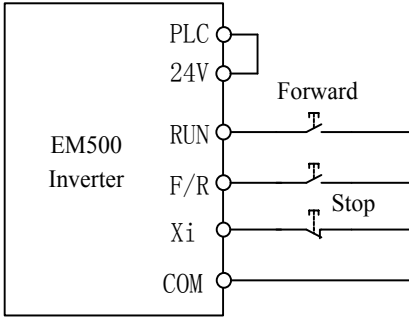 PLC
24V
Forward
RUN
EM500
Inverter
F/R
Stop
Xi
COM